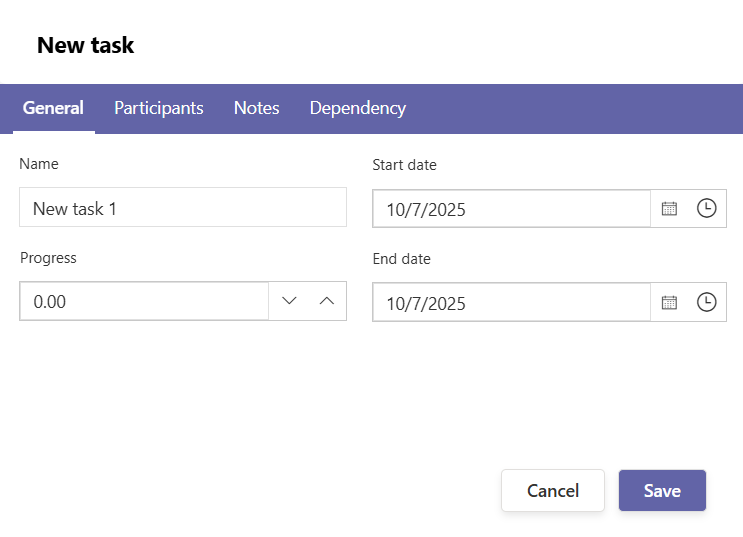 New task
General Participants Notes Dependency
Name
New task 1
Start date
10/7/2025
Progress
0.00
End date
10/7/2025
Cancel Save